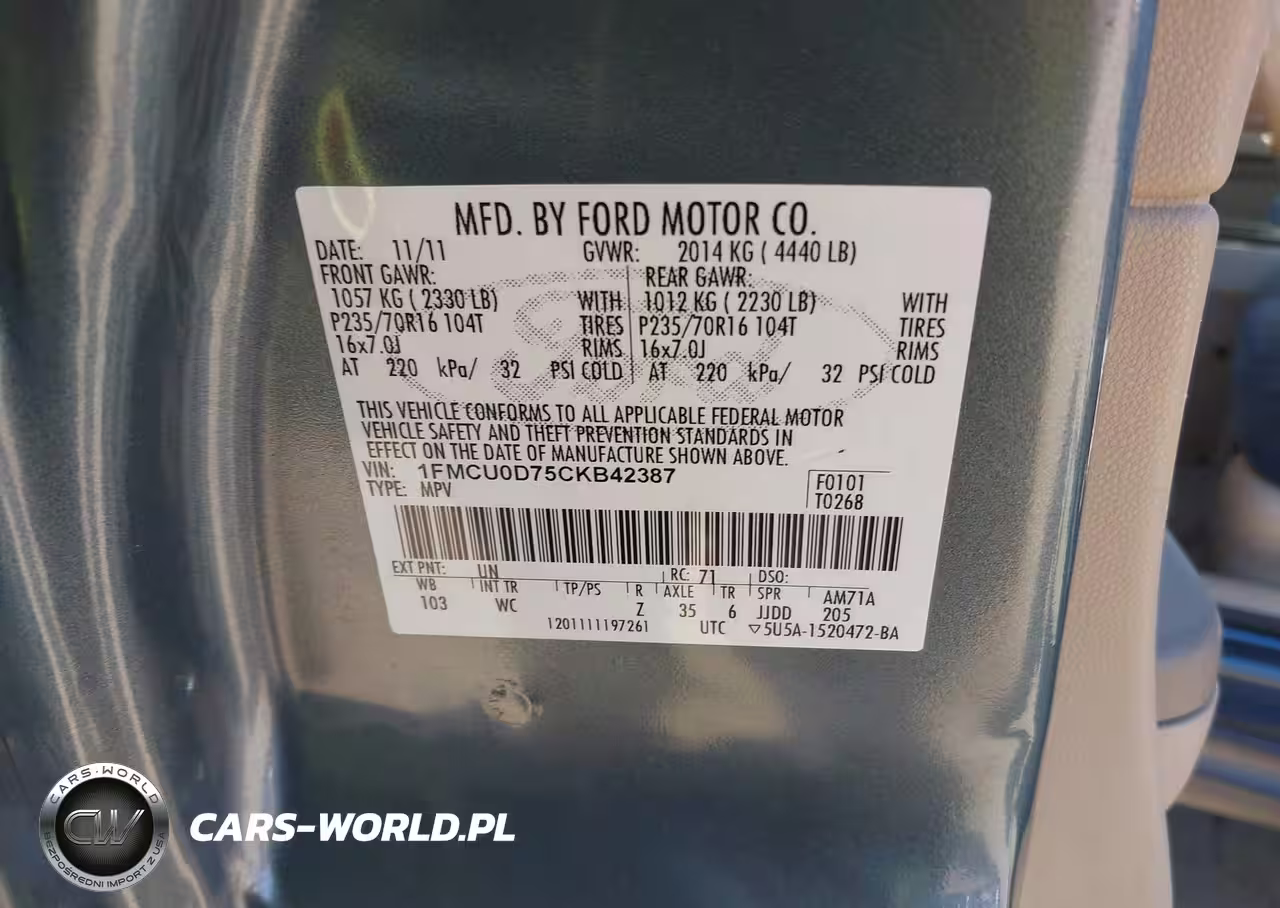 MFD. BY FORD MOTOR CO.
DATE: 11/11 GVWR: 2014 KG ( 4440 LB)
FRONT GAWR: REAR GAWR:
1057 KG ( 2330 LB) WITH 1012 KG ( 2230 LB) WITH
P235/70R16 104T TIRES P235/70R16 104T TIRES
16x7.0J RIMS 16x7.0J RIMS
AT 220 kPa/ 32 PSI COLD AT 220 kPa/ 32 PSI COLD
THIS VEHICLE CONFORMS TO ALL APPLICABLE FEDERAL MOTOR
VEHICLE SAFETY AND THEFT PREVENTION STANDARDS IN
EFFECT ON THE DATE OF MANUFACTURE SHOWN ABOVE.
VIN: 1FMCU0D75CKB42387
TYPE: MPV
F0101
T0268
EXT PNT: UN RC: 71 DSO:
WB INT TR TP/PS R AXLE TR SPR AM71A
103 WC Z 35 6 JJDD 205
1201111197261 UTC ▽5U5A-1520472-BA
CARS-WORLD
CW
BEZPOŚREDNI IMPORT Z USA
CARS-WORLD.PL